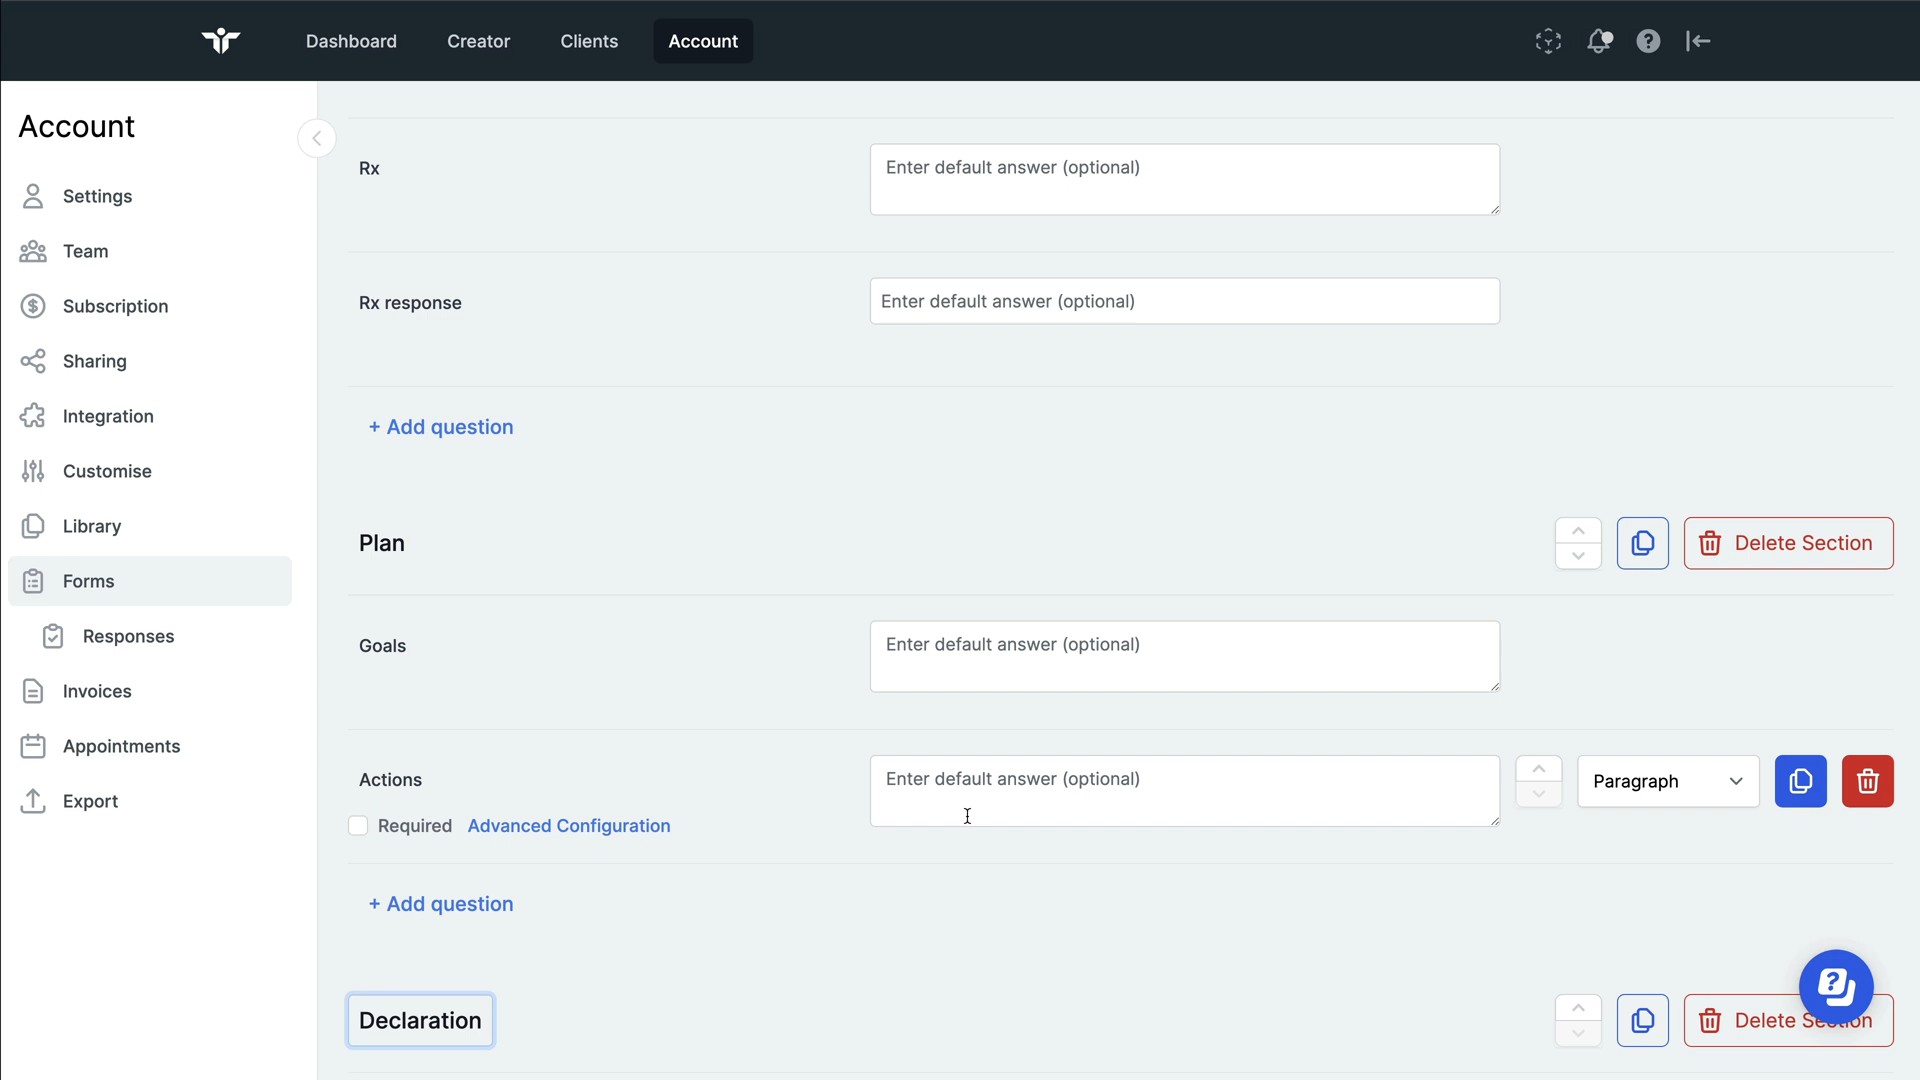 Dashboard
Creator
Clients
Account
Account
Settings
Team
Subscription
Sharing
Integration
Customise
Library
Forms
Responses
Invoices
Appointments
Export
Rx
Enter default answer (optional)
Rx response
Enter default answer (optional)
+ Add question
Plan
Delete Section
Goals
Enter default answer (optional)
Actions
Enter default answer (optional)
Paragraph
Required
Advanced Configuration
+ Add question
Declaration
Delete Section